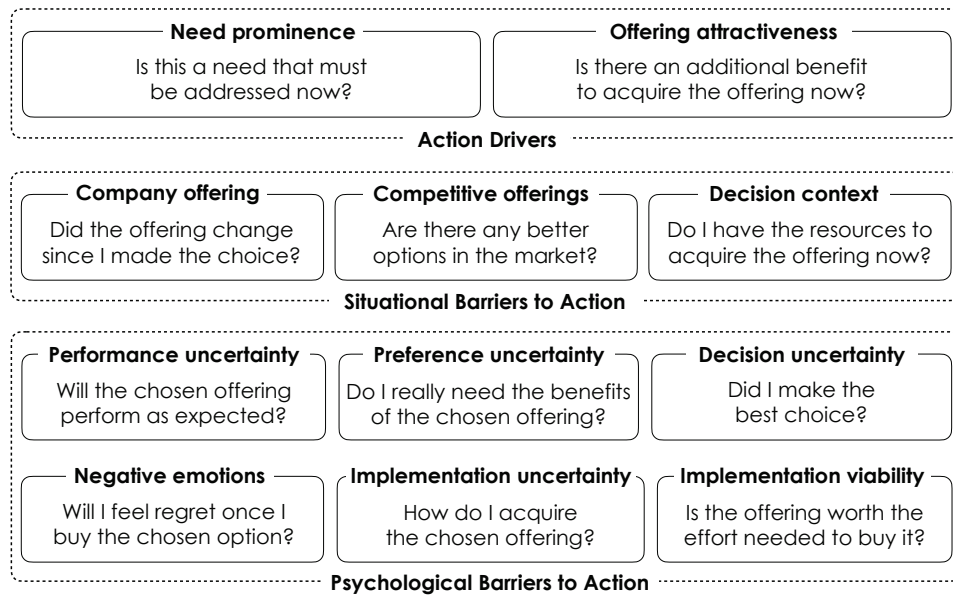 Need prominence
Is this a need that must
be addressed now?
Offering attractiveness
Is there an additional benefit
to acquire the offering now?
Action Drivers
Company offering
Did the offering change
since I made the choice?
Competitive offerings
Are there any better
options in the market?
Decision context
Do I have the resources to
acquire the offering now?
Situational Barriers to Action
Performance uncertainty
Will the chosen offering
perform as expected?
Preference uncertainty
Do I really need the benefits
of the chosen offering?
Decision uncertainty
Did I make the
best choice?
Negative emotions
Will I feel regret once I
buy the chosen option?
Implementation uncertainty
How do I acquire
the chosen offering?
Implementation viability
Is the offering worth the
effort needed to buy it?
Psychological Barriers to Action